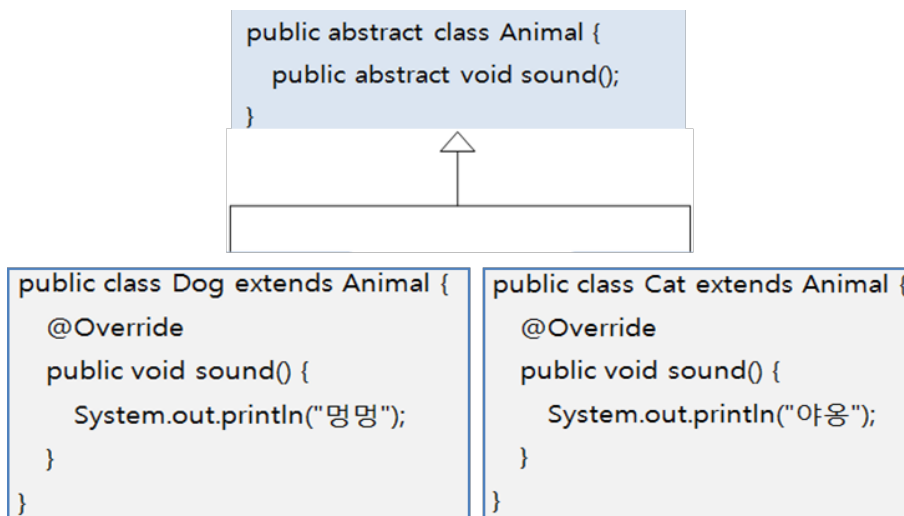 public abstract class Animal {
public abstract void sound();
}
public class Dog extends Animal {
@Override
public void sound() {
System.out.println("멍멍");
}
}
public class Cat extends Animal {
@Override
public void sound() {
System.out.println("야옹");
}
}